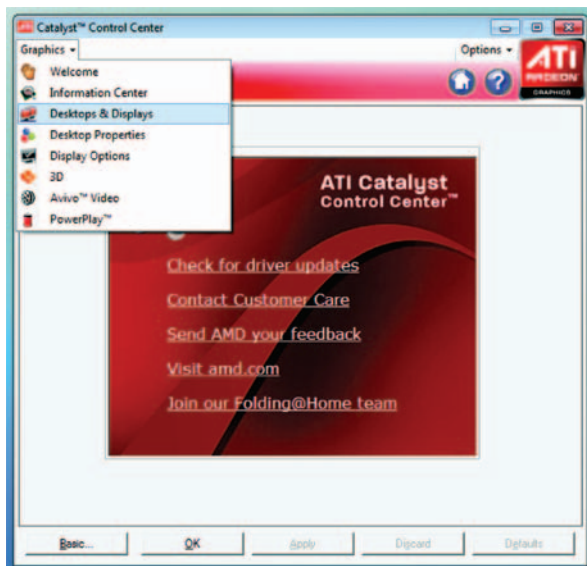 Catalyst™ Control Center
Graphics
Options
ATI
RADEON
GRAPHICS
Welcome
Information Center
Desktops & Displays
Desktop Properties
Display Options
3D
Avivo™ Video
PowerPlay™
ATI Catalyst
Control Center™
Check for driver updates
Contact Customer Care
Send AMD your feedback
Visit amd.com
Join our Folding@Home team
Basic...
OK
Apply
Discard
Defaults